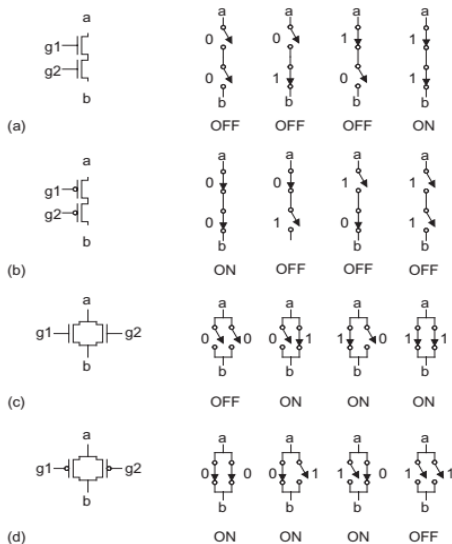 a
a a a a
g1
0 0 1 1
g2
0 1 0 1
b
b b b b
(a) OFF OFF OFF ON
a
a a a a
g1
0 0 1 1
g2
0 1 0 1
b
b b b
(b) ON OFF OFF OFF
a
a a a a
g1 g2 0 0 0 1 1 0 1 1
b
b b b b
(c) OFF ON ON ON
a
a a a a
g1 g2 0 0 0 1 1 0 1 1
b
b b b b
(d) ON ON ON OFF